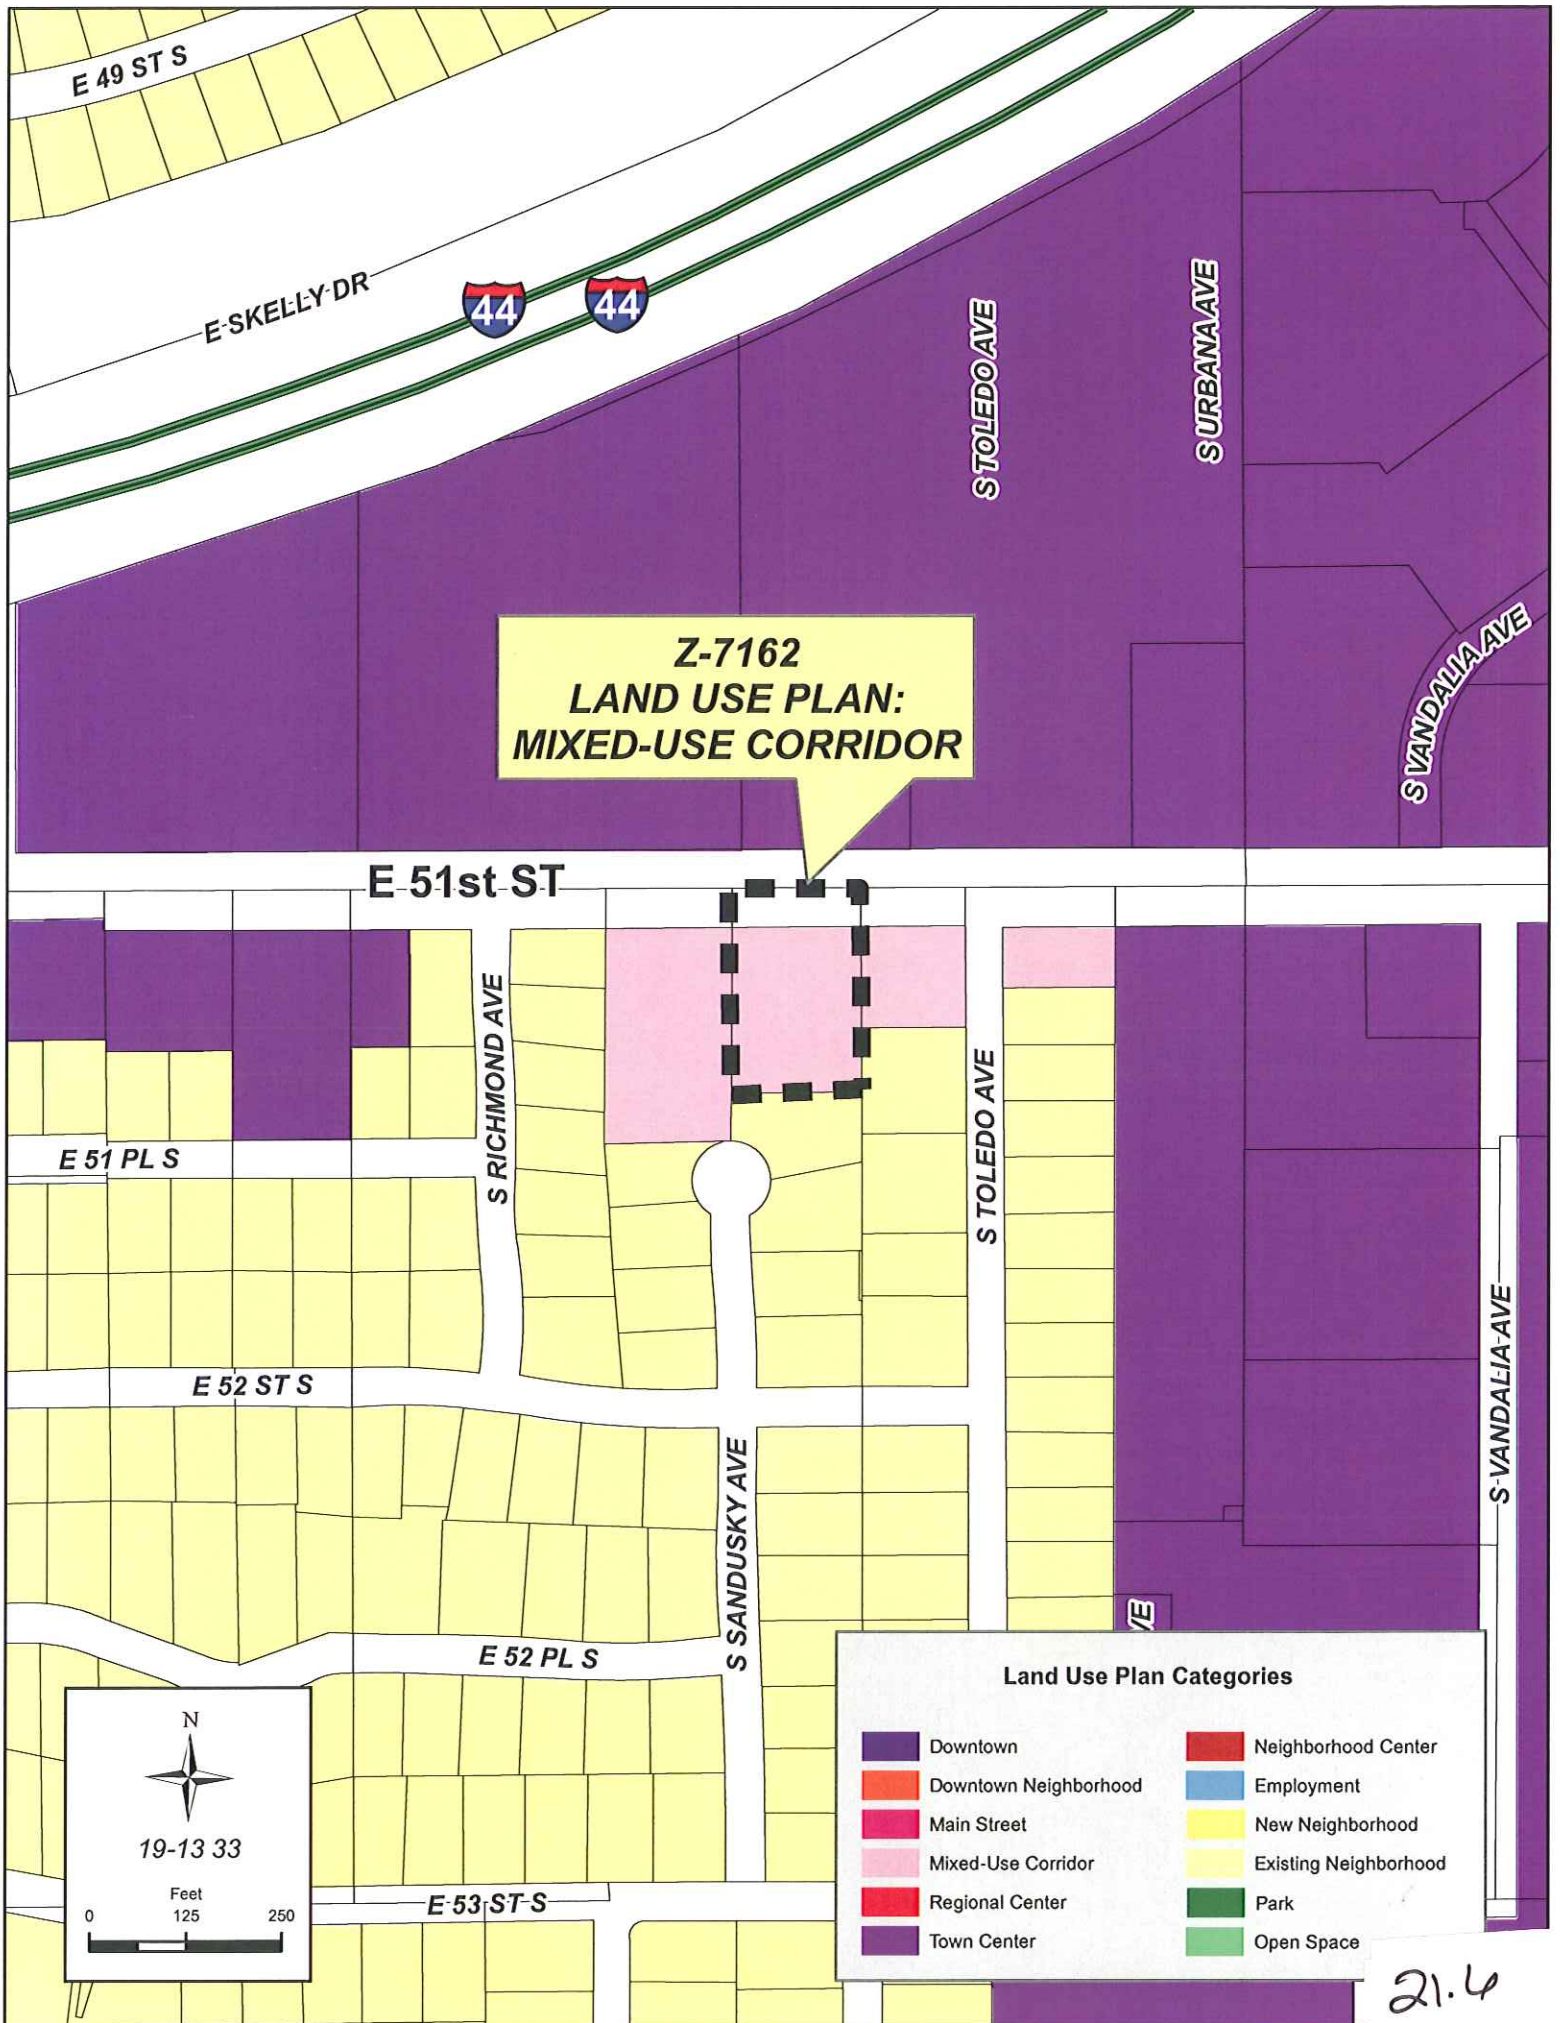 E 49 ST S
E SKELLY DR
44
44
S TOLEDO AVE
S URBANA AVE
Z-7162
LAND USE PLAN:
MIXED-USE CORRIDOR
S VANDALIA AVE
E 51st ST
S RICHMOND AVE
E 51 PL S
S TOLEDO AVE
E 52 ST S
S VANDALIA AVE
S SANDUSKY AVE
VE
E 52 PL S
Land Use Plan Categories
Downtown
Downtown Neighborhood
Main Street
Mixed-Use Corridor
Regional Center
Town Center
Neighborhood Center
Employment
New Neighborhood
Existing Neighborhood
Park
Open Space
N
19-13 33
Feet
0 125 250
E 53 ST S